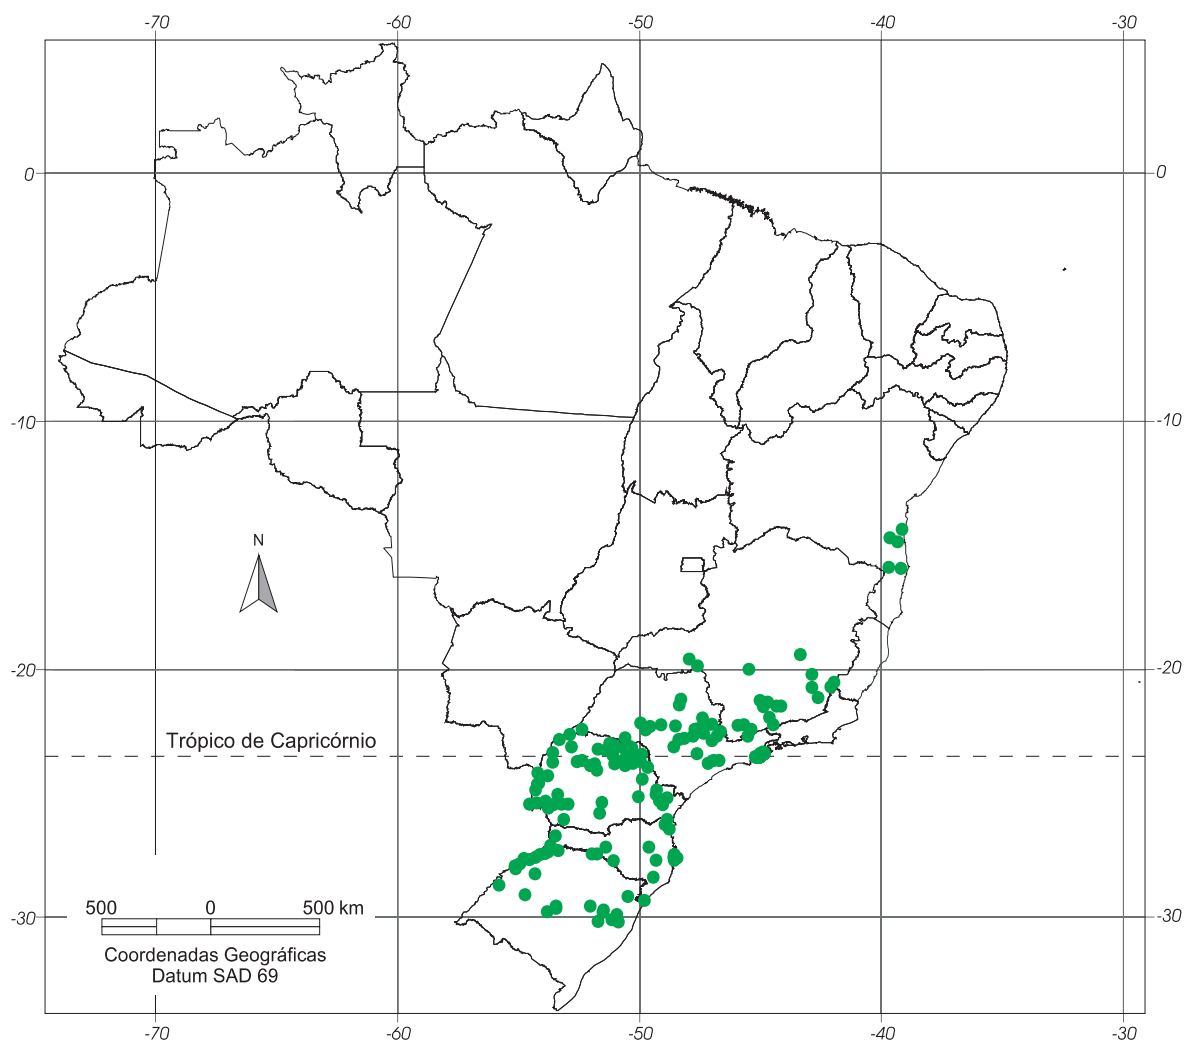 -70 -60 -50 -40 -30
0 0
-10 -10
N
-20 -20
Trópico de Capricórnio
500 0 500 km
-30 -30
Coordenadas Geográficas
Datum SAD 69
-70 -60 -50 -40 -30